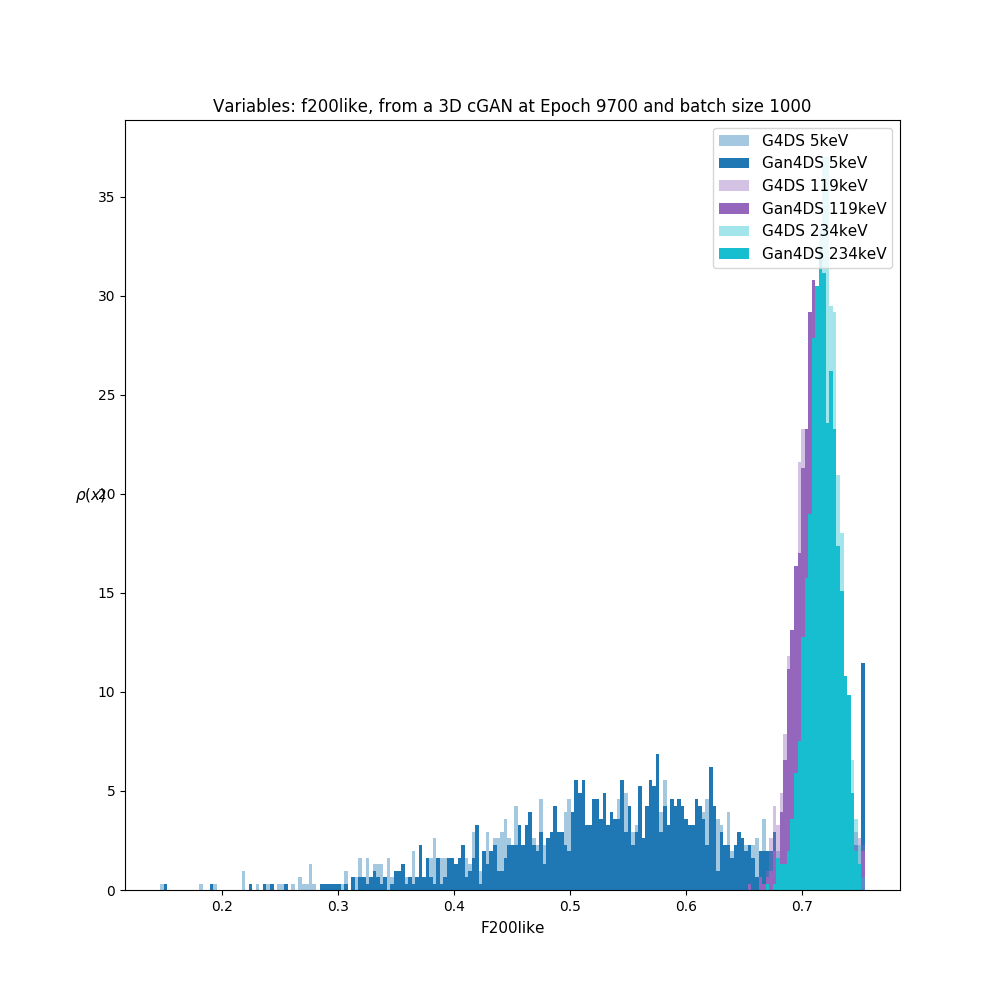 Variables: f200like, from a 3D cGAN at Epoch 9700 and batch size 1000
G4DS 5keV
Gan4DS 5keV
G4DS 119keV
Gan4DS 119keV
G4DS 234keV
Gan4DS 234keV
35
30
25
ρ(x)
20
15
10
5
0
0.2 0.3 0.4 0.5 0.6 0.7
F200like